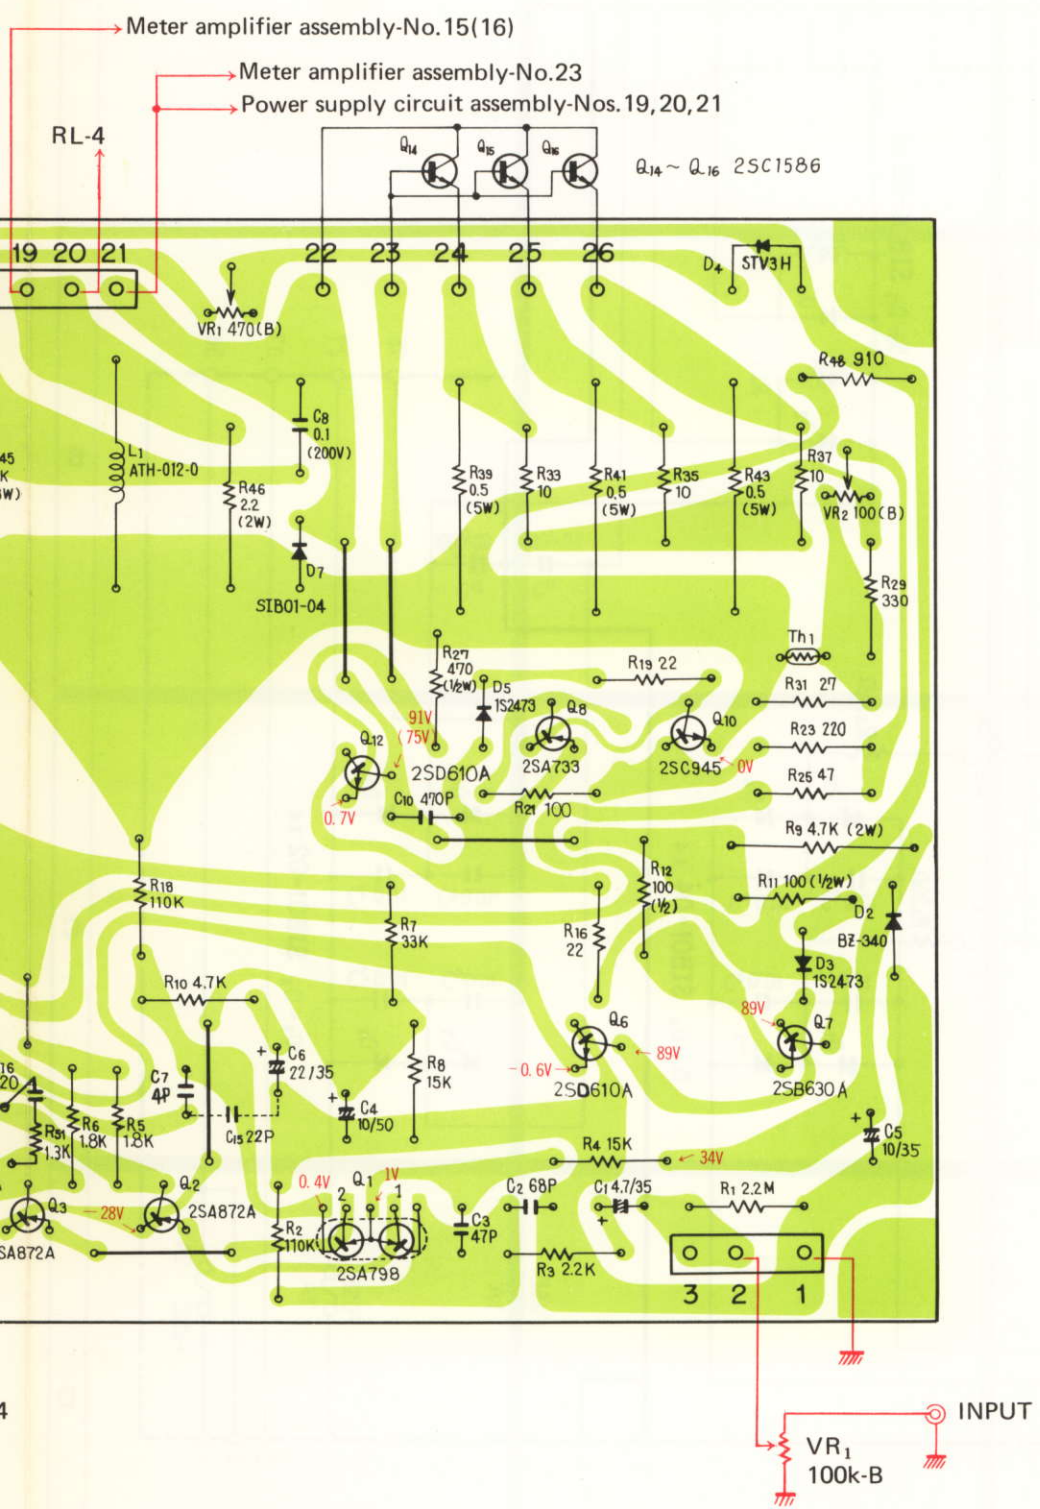 Meter amplifier assembly-No.15(16)
Meter amplifier assembly-No.23
Power supply circuit assembly-Nos.19,20,21
RL-4
Q14 Q15 Q16
Q14 ~ Q16 2SC1586
19 20 21 22 23 24 25 26
D4 STV3H
VR1 470(B)
R48 910
C8
0.1
(200V)
L1
ATH-012-0
45
K
W)
R46
2.2
(2W)
R39
0.5
(5W)
R33
10
R41
0.5
(5W)
R35
10
R43
0.5
(5W)
R37
10
VR2 100(B)
D7
SIB01-04
R29
330
Th1
R27
470
(1/2W)
R19 22
D5
1S2473
R31 27
91V
(75V)
Q12
2SD610A
Q8
2SA733
Q10
2SC945
0V
R23 220
R25 47
0.7V
C10 470P
R21 100
R9 4.7K (2W)
R18
110K
R7
33K
R12
100
(1/2)
R11 100(1/2W)
D2
BZ-340
R16
22
D3
1S2473
R10 4.7K
89V
Q7
2SB630A
Q6
2SD610A
89V
-0.6V
16
20
C7
4P
C6
22/35
R8
15K
C4
10/50
R51
1.3K
R6
1.8K
R5
1.8K
C15 22P
C5
10/35
R4 15K
34V
Q3
SA872A
-28V
Q2
2SA872A
0.4V
Q1
1V
2 1
2SA798
R2
110K
C3
47P
C2 68P
C1 4.7/35
R1 2.2M
R3 2.2K
3 2 1
4
INPUT
VR1
100k-B